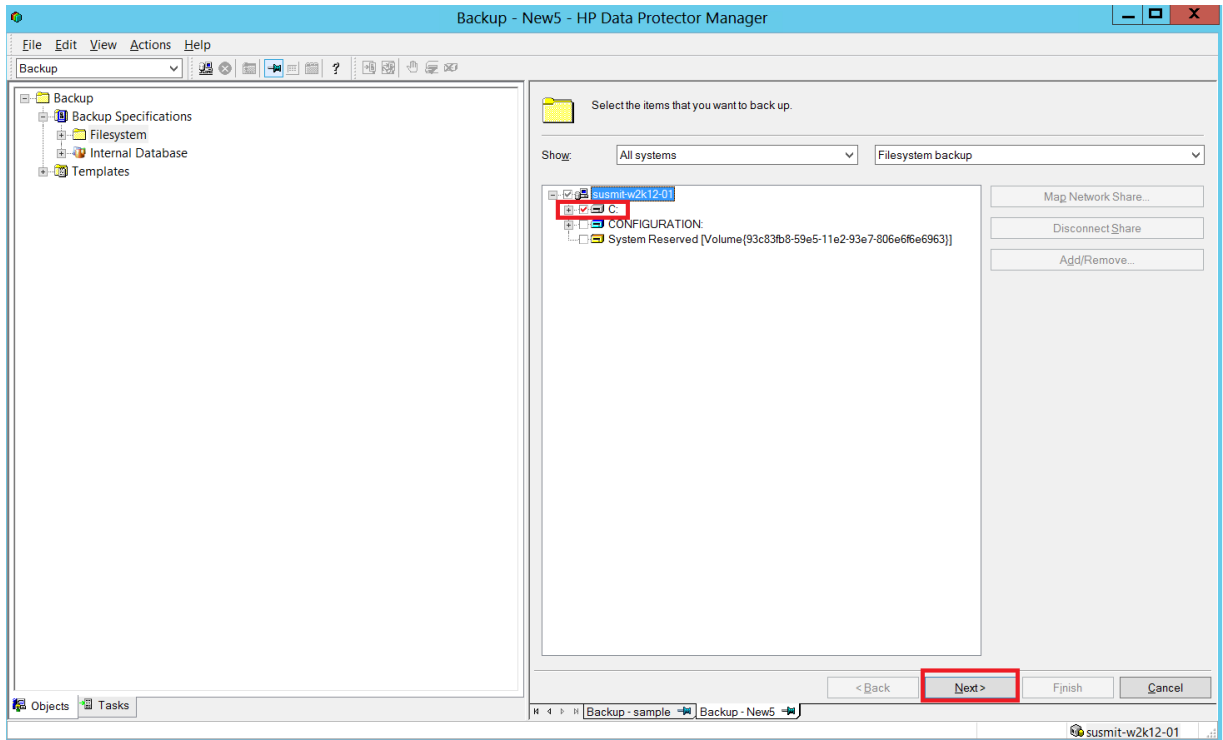 Backup - New5 - HP Data Protector Manager
File Edit View Actions Help
Backup
Backup
Backup Specifications
Filesystem
Internal Database
Templates
Select the items that you want to back up.
Show: All systems Filesystem backup
susmit-w2k12-01
C:
CONFIGURATION:
System Reserved [Volume{93c83fb8-59e5-11e2-93e7-806e6f6e6963}]
Map Network Share...
Disconnect Share
Add/Remove...
< Back Next > Finish Cancel
Objects Tasks
Backup - sample Backup - New5
susmit-w2k12-01